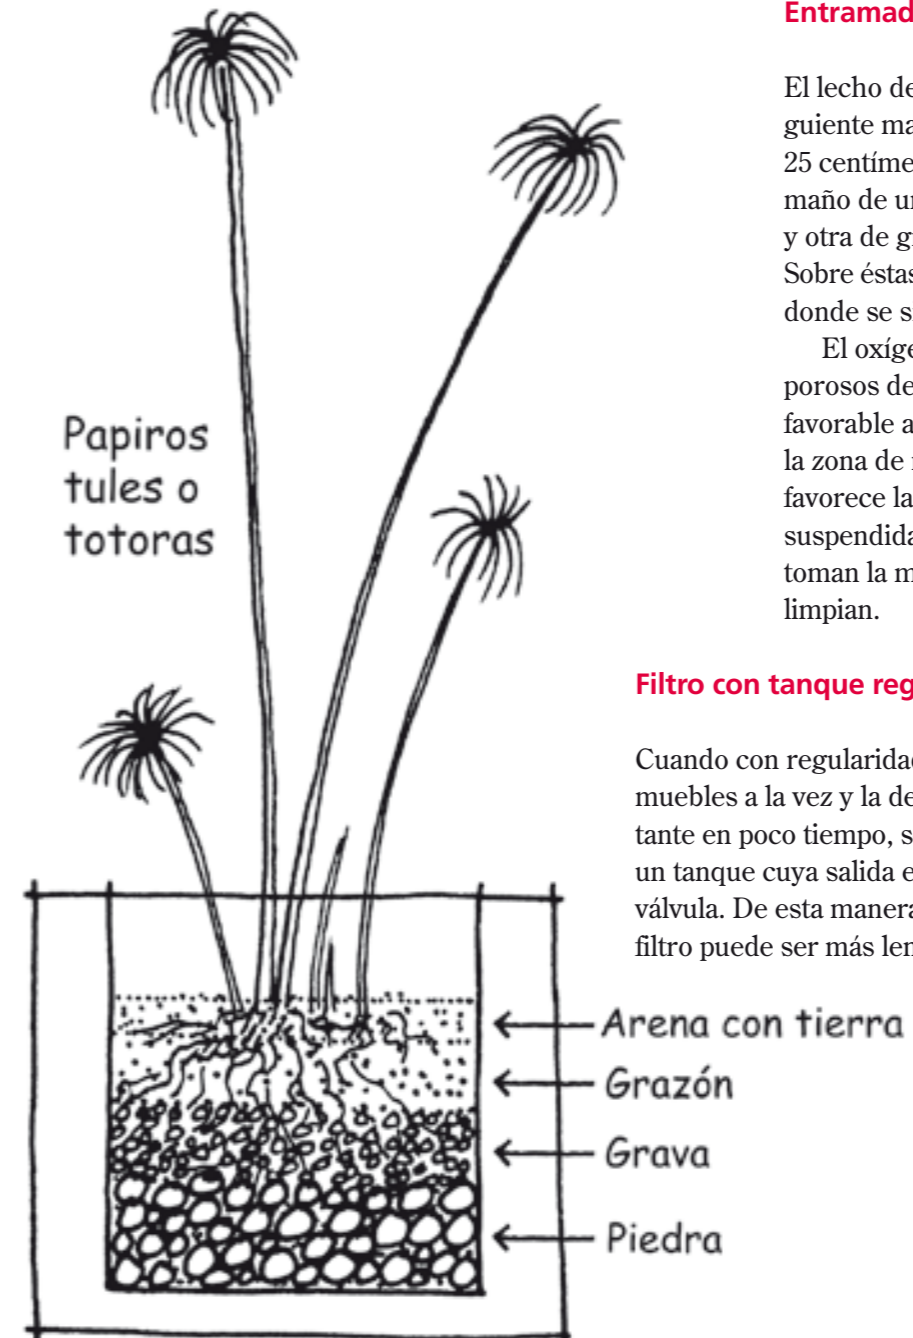 Entramad
El lecho de
guiente ma
25 centíme
maño de un
y otra de g
Sobre éstas
donde se s
El oxíge
porosos de
favorable a
la zona de
favorece la
suspendida
toman la m
limpian.
Papiros
tules o
totoras
Filtro con tanque reg
Cuando con regularidad
muebles a la vez y la de
tante en poco tiempo, s
un tanque cuya salida e
válvula. De esta manera
filtro puede ser más len
Arena con tierra
Grazón
Grava
Piedra